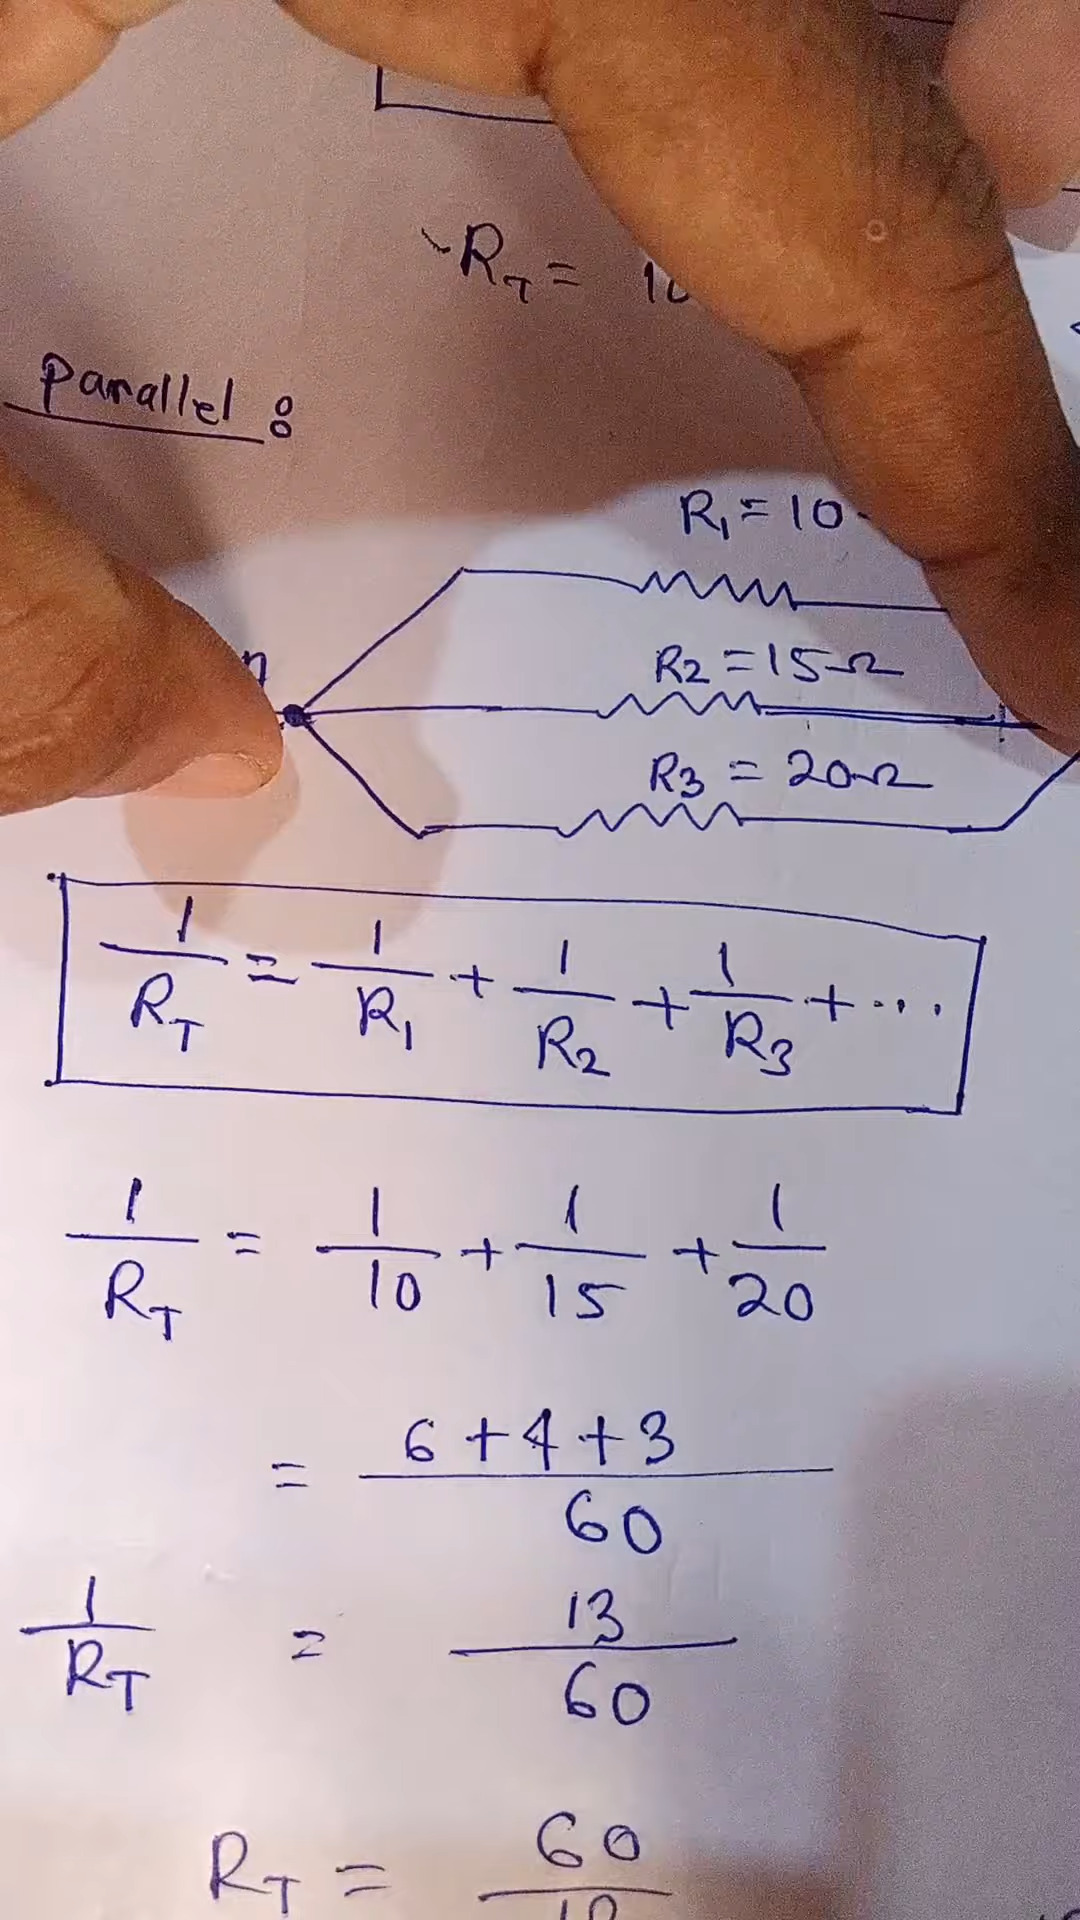 R_T =
Parallel :
R₁ = 10
R2 = 15Ω
R3 = 20Ω
1/R_T = 1/R₁ + 1/R2 + 1/R3 + ...
1/R_T = 1/10 + 1/15 + 1/20
= (6 + 4 + 3)/60
1/R_T = 13/60
R_T = 60/